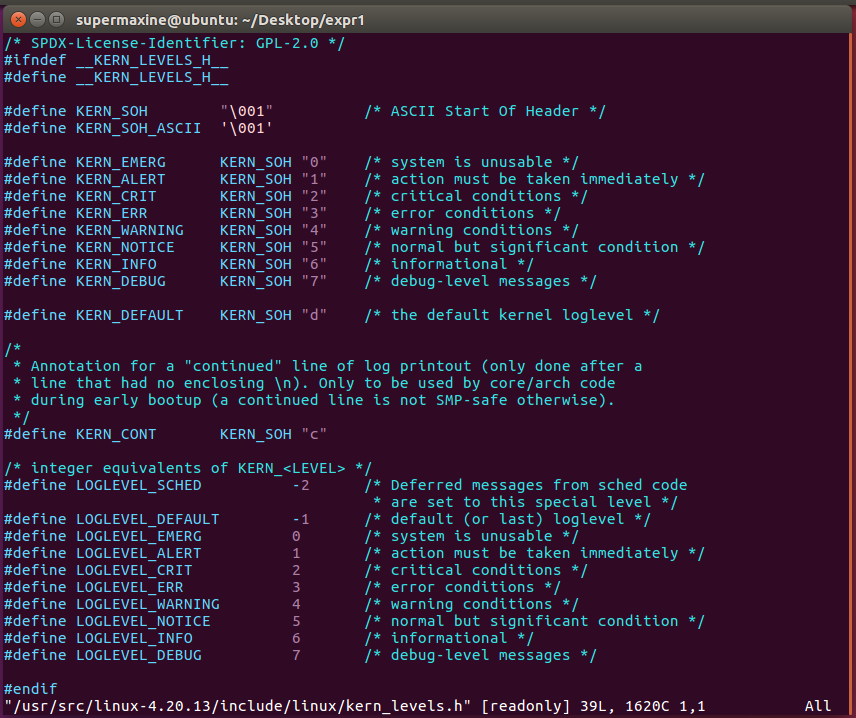 supermaxine@ubuntu: ~/Desktop/expr1
/* SPDX-License-Identifier: GPL-2.0 */
#ifndef __KERN_LEVELS_H__
#define __KERN_LEVELS_H__

#define KERN_SOH        "\001"          /* ASCII Start Of Header */
#define KERN_SOH_ASCII  '\001'

#define KERN_EMERG      KERN_SOH "0"    /* system is unusable */
#define KERN_ALERT      KERN_SOH "1"    /* action must be taken immediately */
#define KERN_CRIT       KERN_SOH "2"    /* critical conditions */
#define KERN_ERR        KERN_SOH "3"    /* error conditions */
#define KERN_WARNING    KERN_SOH "4"    /* warning conditions */
#define KERN_NOTICE     KERN_SOH "5"    /* normal but significant condition */
#define KERN_INFO       KERN_SOH "6"    /* informational */
#define KERN_DEBUG      KERN_SOH "7"    /* debug-level messages */

#define KERN_DEFAULT    KERN_SOH "d"    /* the default kernel loglevel */

/*
 * Annotation for a "continued" line of log printout (only done after a
 * line that had no enclosing \n). Only to be used by core/arch code
 * during early bootup (a continued line is not SMP-safe otherwise).
 */
#define KERN_CONT       KERN_SOH "c"

/* integer equivalents of KERN_<LEVEL> */
#define LOGLEVEL_SCHED          -2      /* Deferred messages from sched code
                                         * are set to this special level */
#define LOGLEVEL_DEFAULT        -1      /* default (or last) loglevel */
#define LOGLEVEL_EMERG          0       /* system is unusable */
#define LOGLEVEL_ALERT          1       /* action must be taken immediately */
#define LOGLEVEL_CRIT           2       /* critical conditions */
#define LOGLEVEL_ERR            3       /* error conditions */
#define LOGLEVEL_WARNING        4       /* warning conditions */
#define LOGLEVEL_NOTICE         5       /* normal but significant condition */
#define LOGLEVEL_INFO           6       /* informational */
#define LOGLEVEL_DEBUG          7       /* debug-level messages */

#endif
"/usr/src/linux-4.20.13/include/linux/kern_levels.h" [readonly] 39L, 1620C 1,1           All